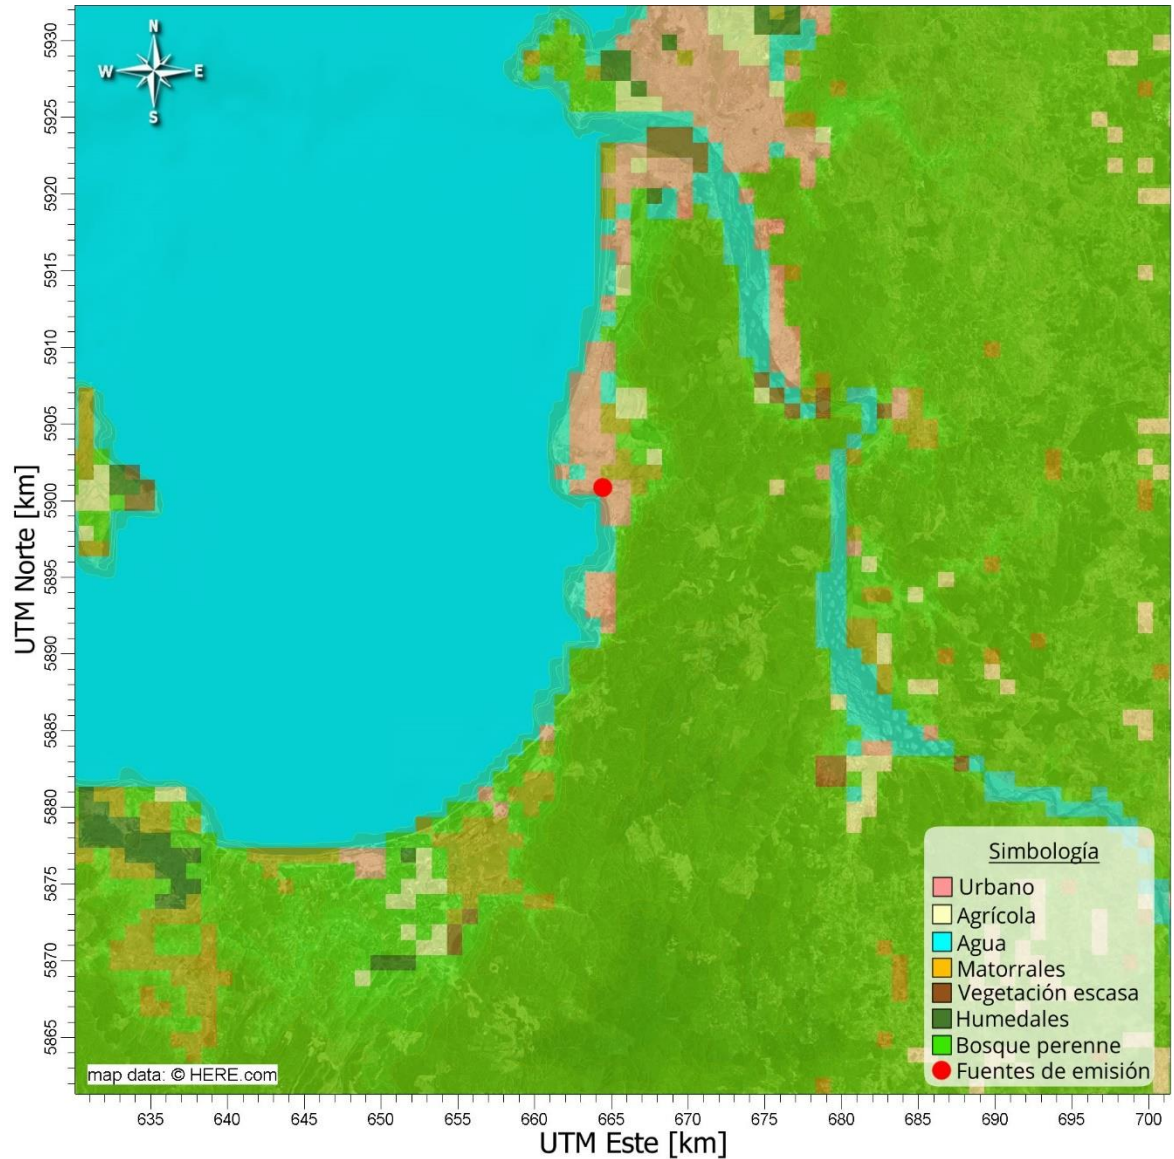 N
W E
S
UTM Norte [km]
5930
5925
5920
5915
5910
5905
5900
5895
5890
5885
5880
5875
5870
5865
Simbología
Urbano
Agrícola
Agua
Matorrales
Vegetación escasa
Humedales
Bosque perenne
Fuentes de emisión
map data: © HERE.com
635 640 645 650 655 660 665 670 675 680 685 690 695 700
UTM Este [km]